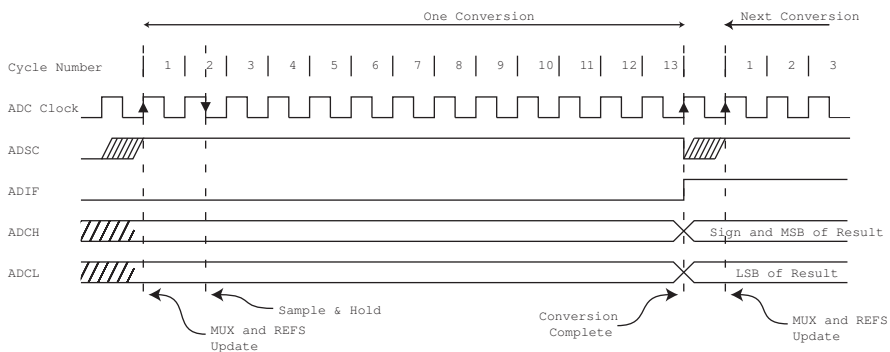 One Conversion
Next Conversion
Cycle Number 1 2 3 4 5 6 7 8 9 10 11 12 13 1 2 3
ADC Clock
ADSC
ADIF
ADCH
Sign and MSB of Result
ADCL
LSB of Result
Sample & Hold
MUX and REFS
Update
Conversion
Complete
MUX and REFS
Update